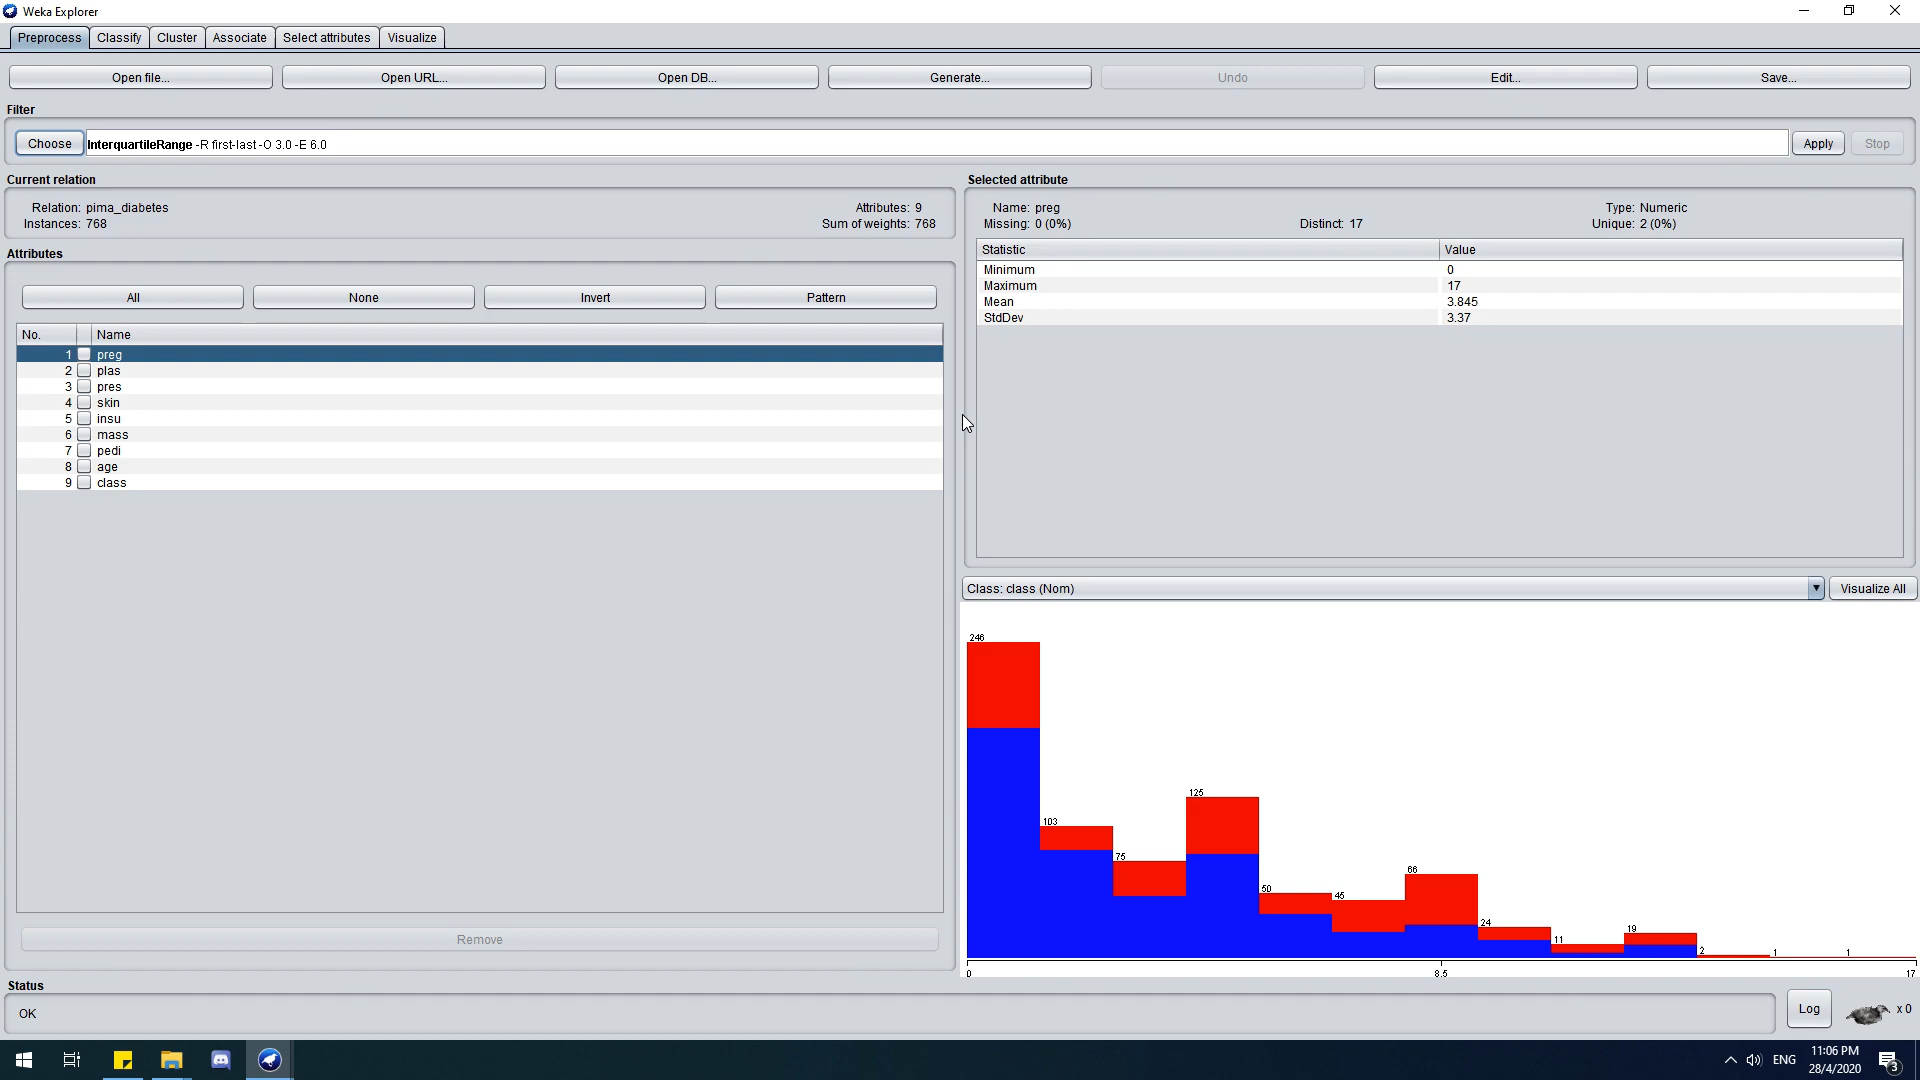 Weka Explorer
Preprocess Classify Cluster Associate Select attributes Visualize
Open file... Open URL... Open DB... Generate... Undo Edit... Save...
Filter
Choose InterquartileRange -R first-last -O 3.0 -E 6.0 Apply Stop
Current relation
Relation: pima_diabetes Attributes: 9
Instances: 768 Sum of weights: 768
Attributes
All None Invert Pattern
No. Name
1 preg
2 plas
3 pres
4 skin
5 insu
6 mass
7 pedi
8 age
9 class
Remove
Selected attribute
Name: preg Type: Numeric
Missing: 0 (0%) Distinct: 17 Unique: 2 (0%)
Statistic Value
Minimum 0
Maximum 17
Mean 3.845
StdDev 3.37
Class: class (Nom) Visualize All
246
103
75
125
50
45
66
24
11
19
2
1
1
0 8.5 17
Status
OK
Log x 0
ENG 11:06 PM
28/4/2020
3